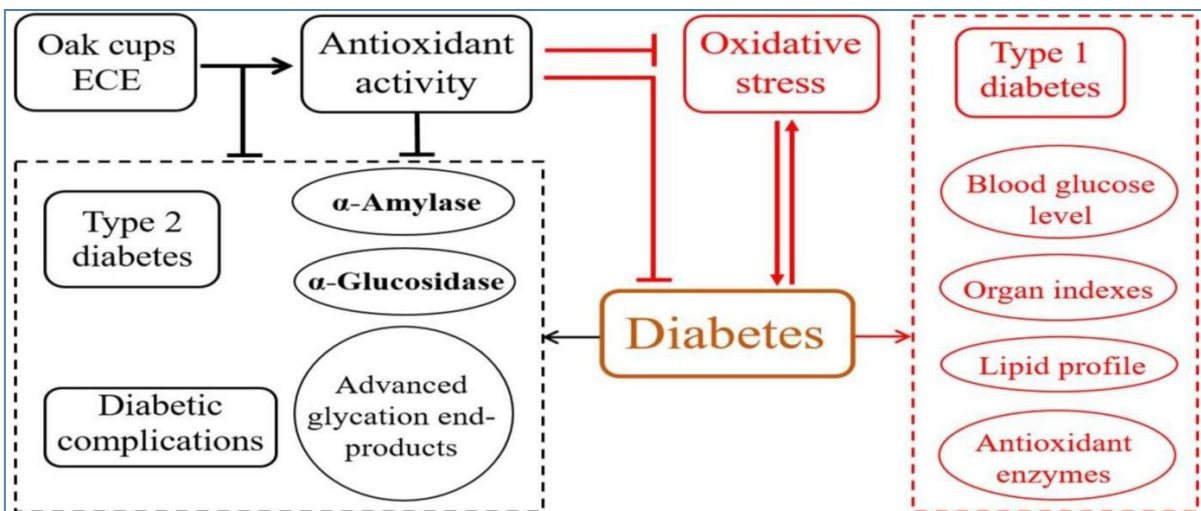 Oak cups
ECE
Antioxidant
activity
Oxidative
stress
Type 1
diabetes
Type 2
diabetes
α-Amylase
α-Glucosidase
Diabetic
complications
Advanced
glycation end-
products
Diabetes
Blood glucose
level
Organ indexes
Lipid profile
Antioxidant
enzymes